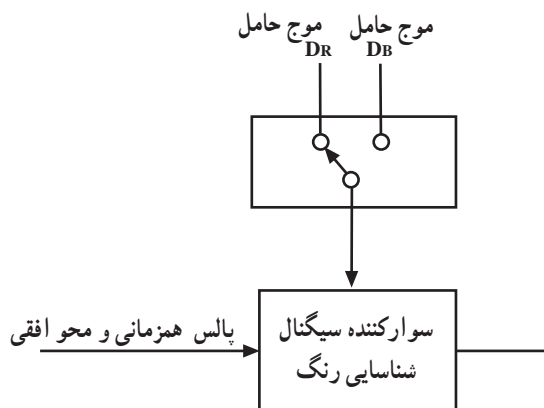 موج حامل
DB
موج حامل
DR
پالس همزمانی و محو افقی
سوارکننده سیگنال
شناسایی رنگ